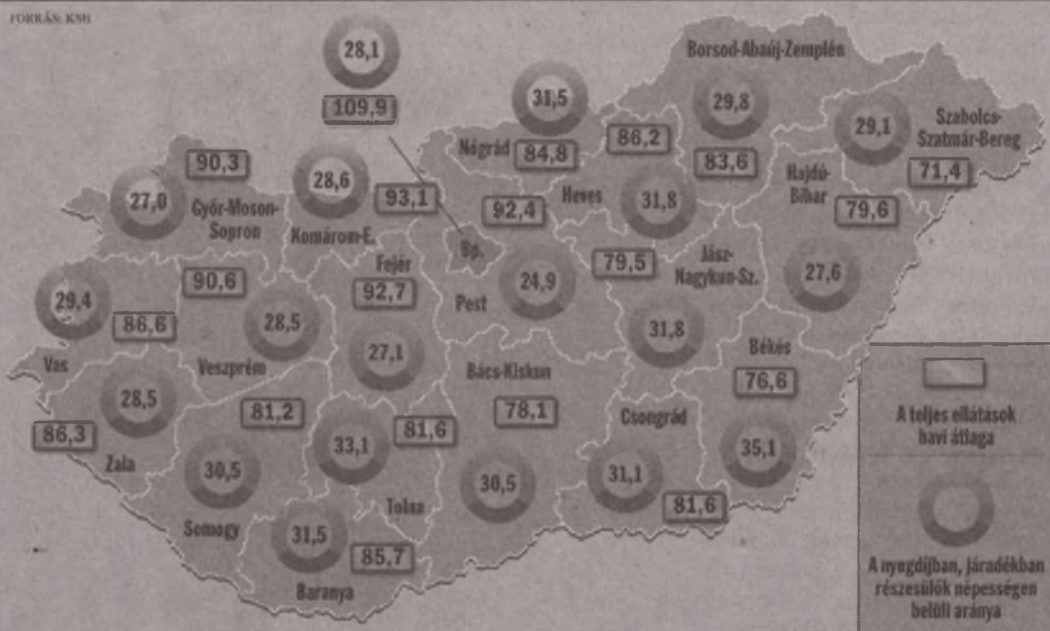 FORRÁS: KSH
28,1
109,9
Borsod-Abaúj-Zemplén
31,5
29,8
29,1
Szabolcs-
Szatmár-Bereg
71,4
Nógrád
84,8
86,2
83,6
Hajdú-
Bihar
79,6
90,3
27,0
Győr-Moson-
Sopron
28,6
93,1
Komárom-E.
92,4
Heves
31,8
Bp.
Fejér
92,7
Pest
24,9
79,5
Jász-
Nagykun-Sz.
27,6
90,6
29,4
86,6
28,5
31,8
Vas
Veszprém
27,1
Bács-Kiskun
78,1
Békés
76,6
28,5
86,3
Zala
81,2
33,1
81,6
Csongrád
30,5
30,5
31,1
35,1
81,6
Somogy
Tolna
31,5
85,7
Baranya
A teljes ellátások
havi átlaga
A nyugdíjban, járadékban
részesülők népességen
belüli aránya